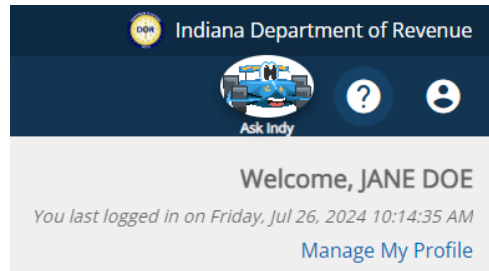 DOR
Indiana Department of Revenue
?
Ask Indy
Welcome, JANE DOE
You last logged in on Friday, Jul 26, 2024 10:14:35 AM
Manage My Profile